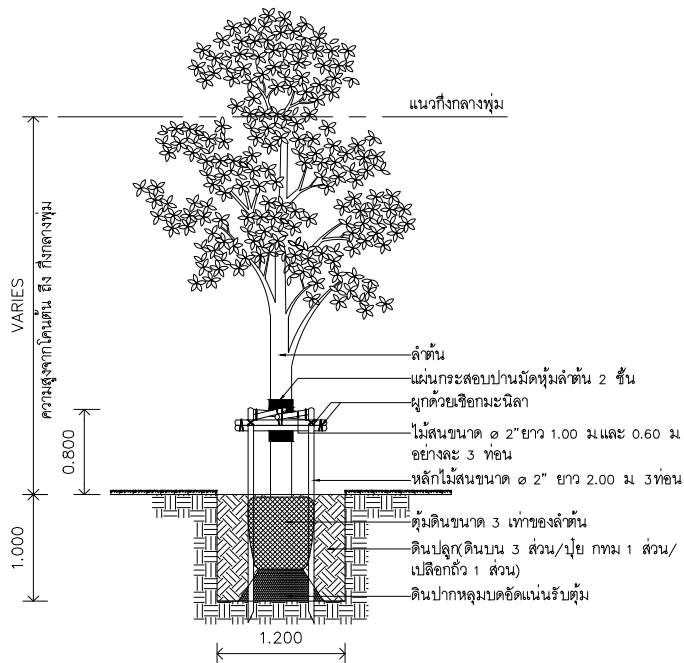 แนวกึ่งกลางพุ่ม
VARIES
ความสูงจากโคนต้น ถึง กึ่งกลางพุ่ม
ลำต้น
แผ่นกระสอบปานมัดหุ้มลำต้น 2 ชั้น
ผูกด้วยเชือกมะนิลา
0.800
ไม้สนขนาด ø 2" ยาว 1.00 ม.และ 0.60 ม.
อย่างละ 3 ท่อน
หลักไม้สนขนาด ø 2" ยาว 2.00 ม. 3ท่อน
1.000
ตุ้มดินขนาด 3 เท่าของลำต้น
ดินปลูก(ดินบน 3 ส่วน/ปุ๋ย กทม 1 ส่วน/
เปลือกถั่ว 1 ส่วน)
ดินปากหลุมบดอัดแน่นรับตุ้ม
1.200